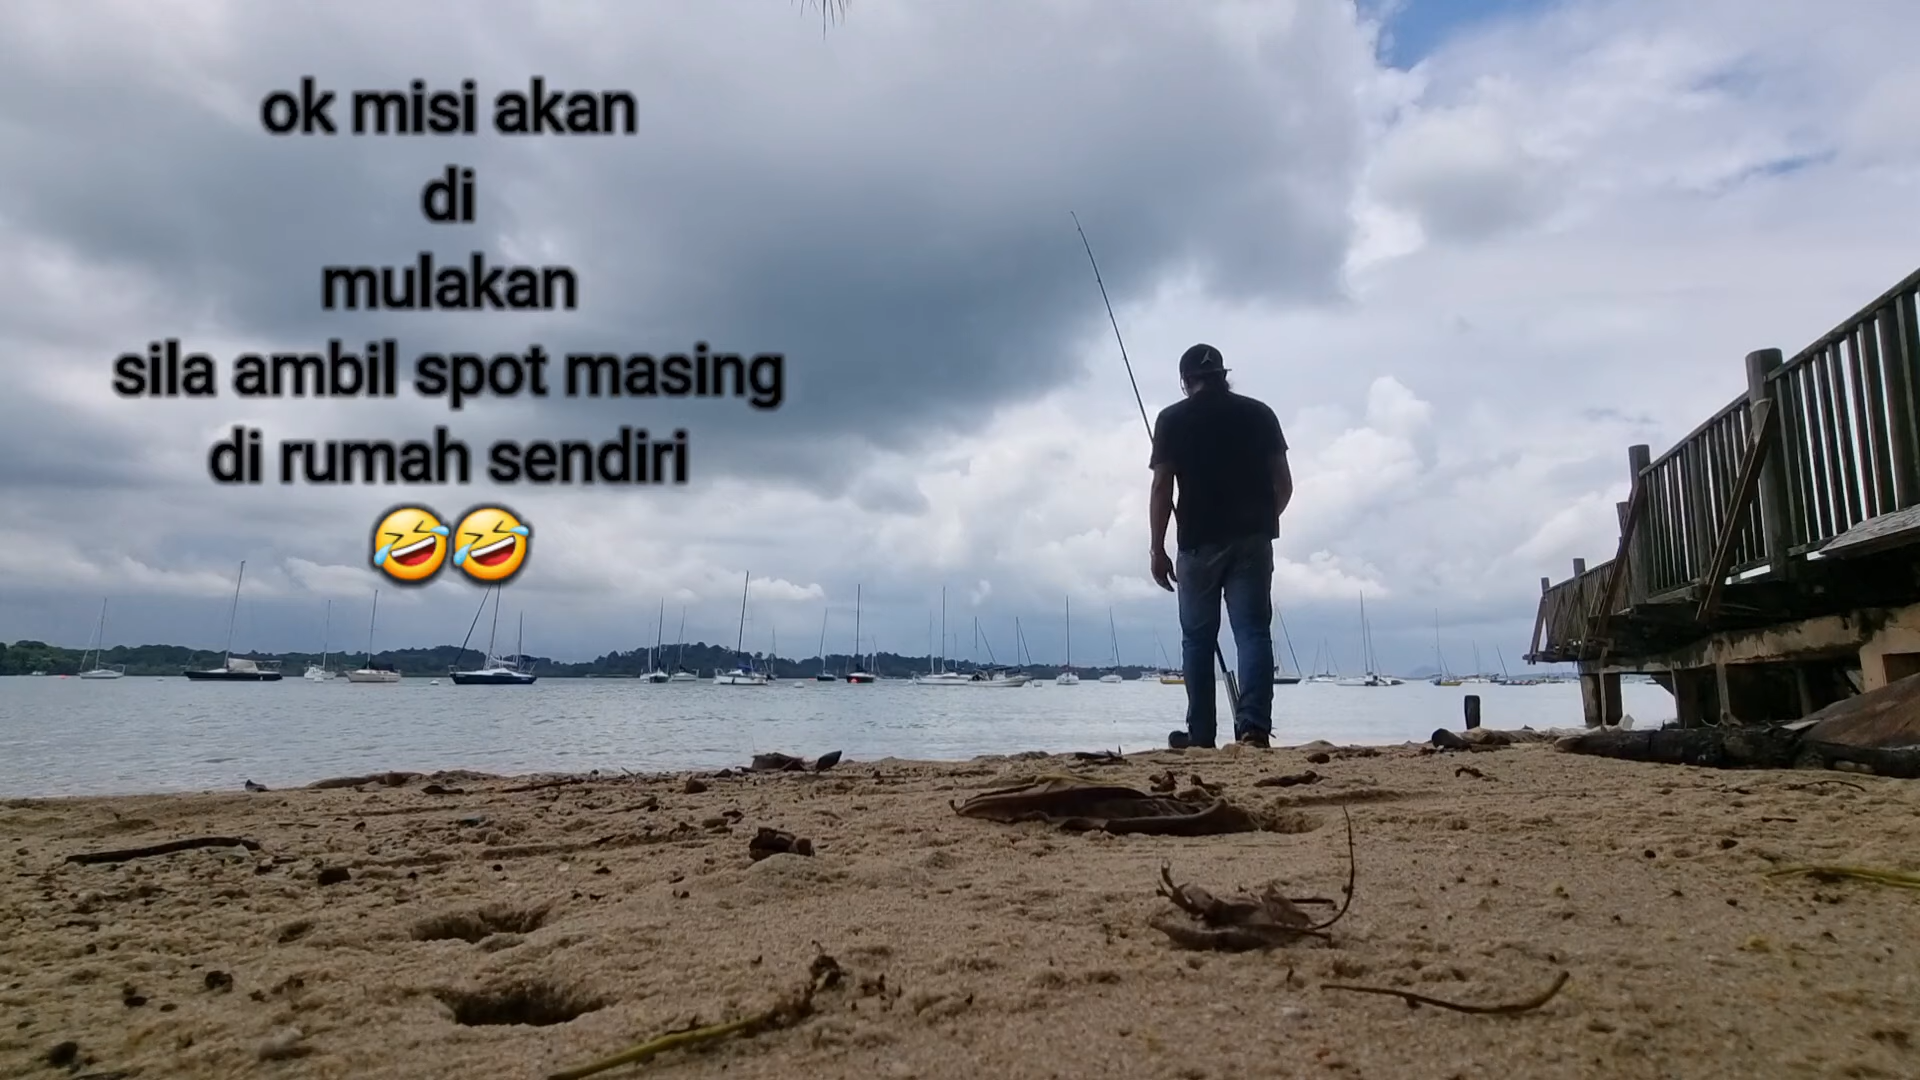 ok misi akan
di
mulakan
sila ambil spot masing
di rumah sendiri
🤣🤣